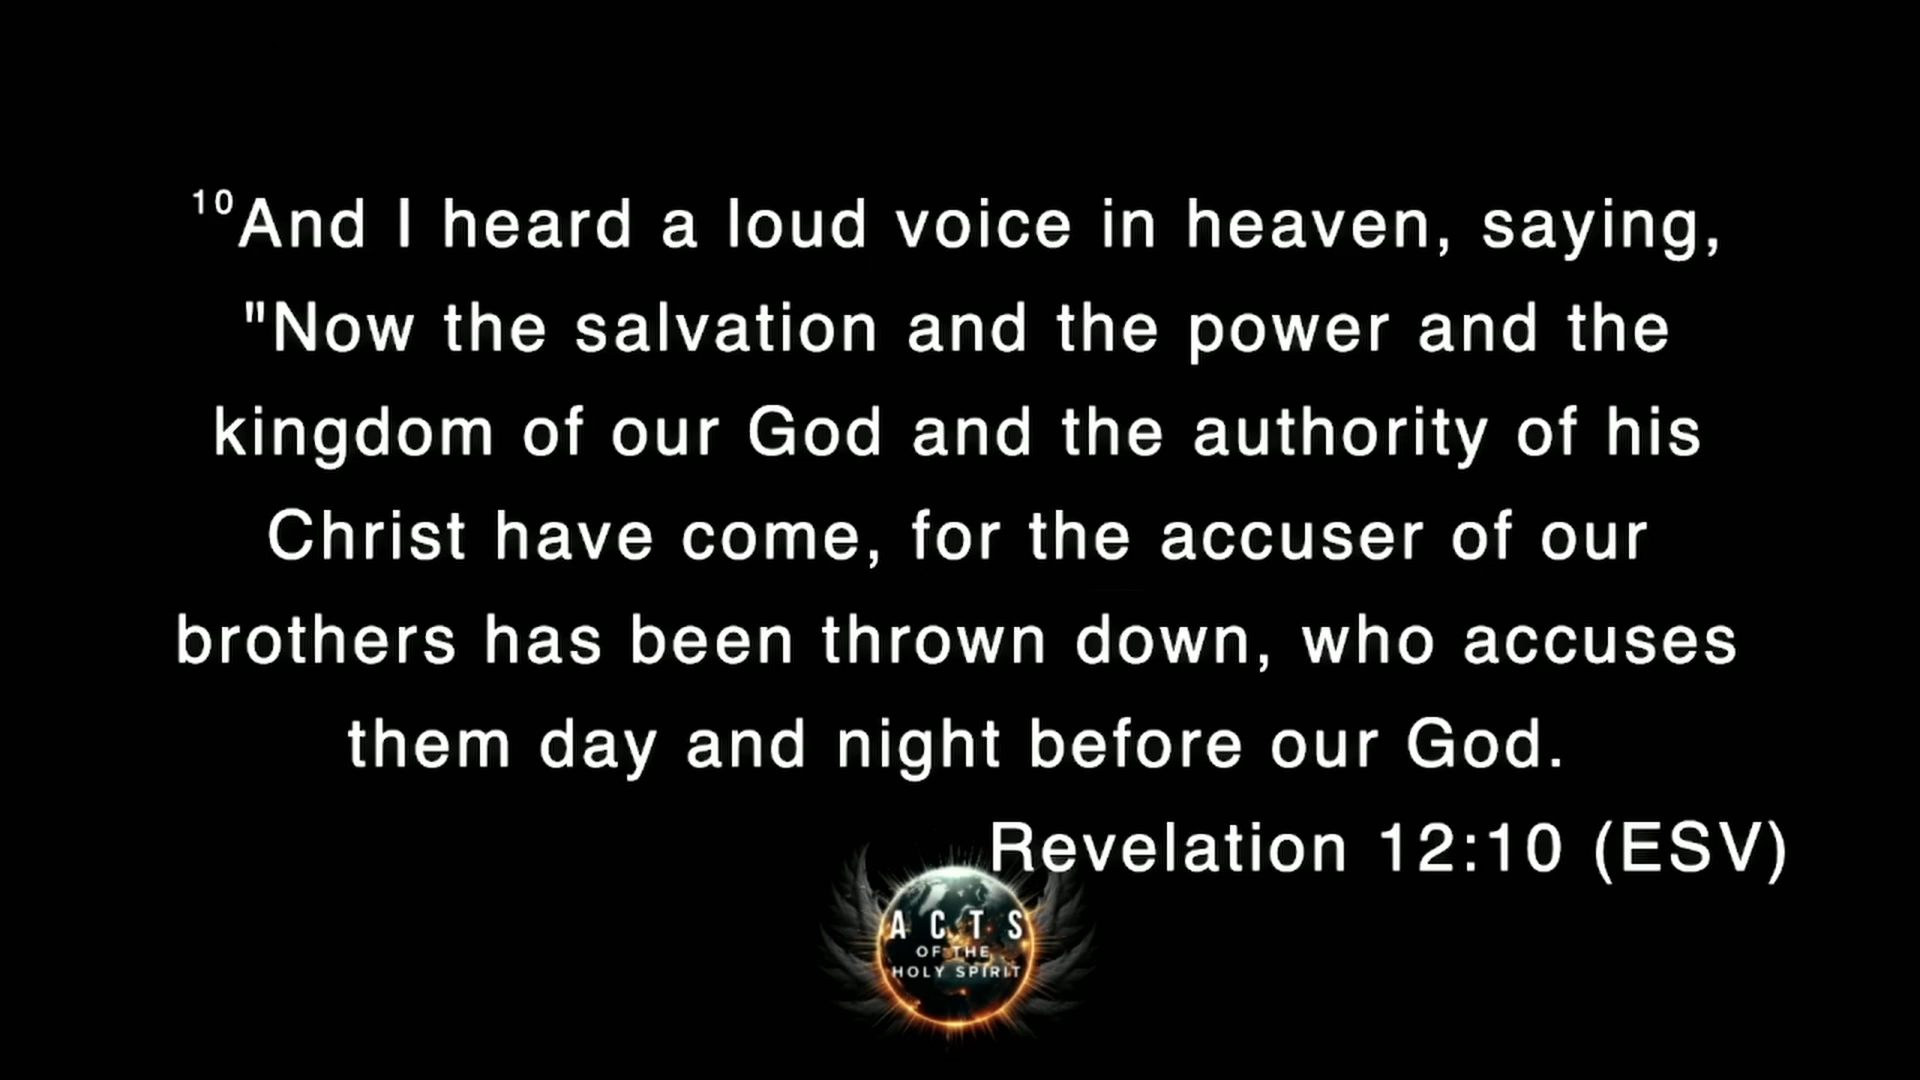 ¹⁰And I heard a loud voice in heaven, saying,
"Now the salvation and the power and the
kingdom of our God and the authority of his
Christ have come, for the accuser of our
brothers has been thrown down, who accuses
them day and night before our God.
Revelation 12:10 (ESV)
ACTS
OF THE
HOLY SPIRIT